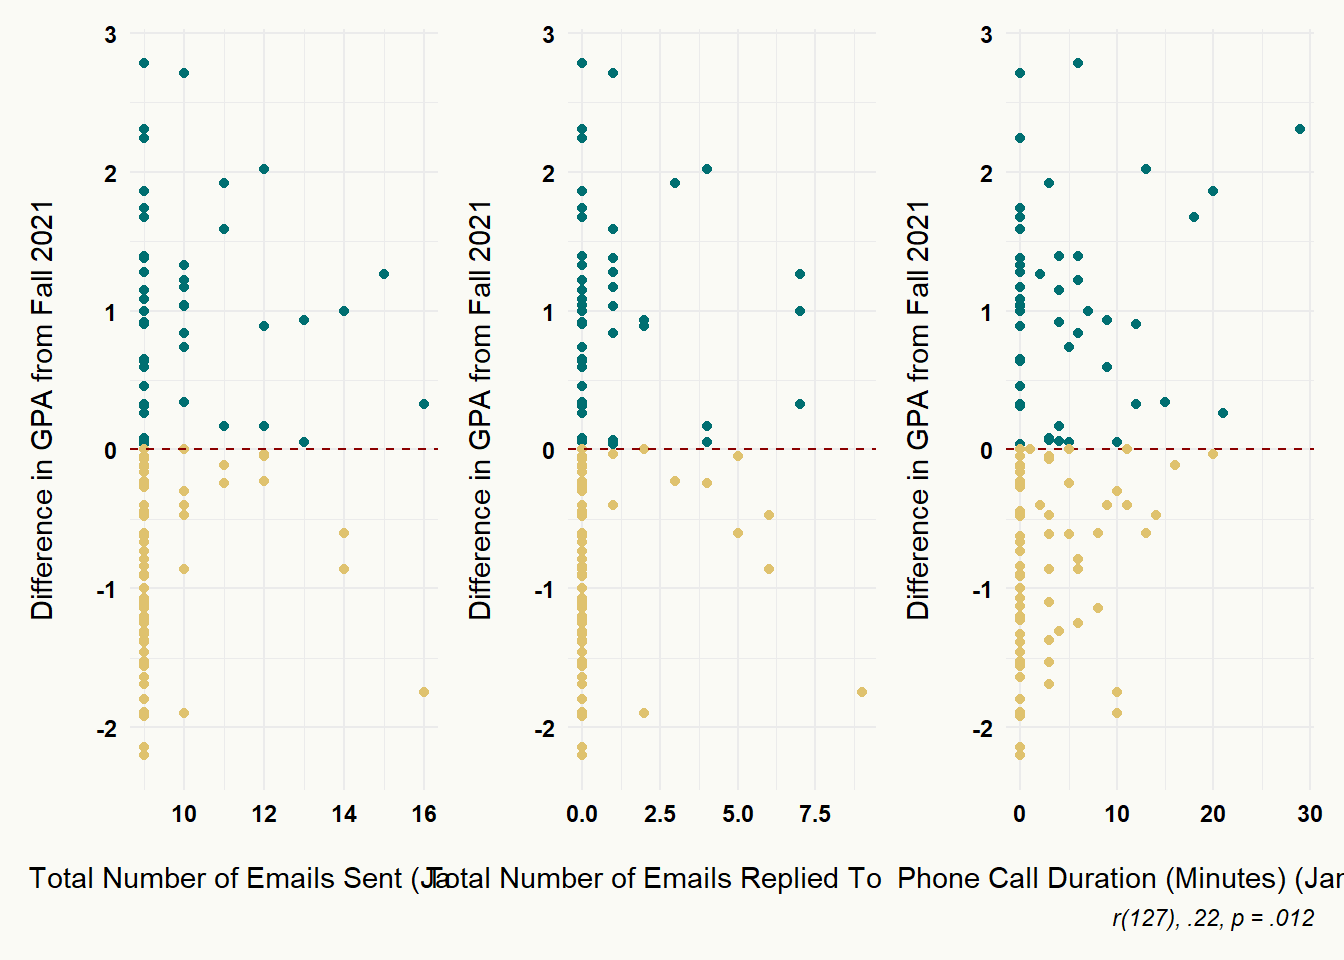 3
2
1
0
-1
-2
Difference in GPA from Fall 2021
10 12 14 16
Total Number of Emails Sent (Ja
3
2
1
0
-1
-2
Difference in GPA from Fall 2021
0.0 2.5 5.0 7.5
Total Number of Emails Replied To
3
2
1
0
-1
-2
Difference in GPA from Fall 2021
0 10 20 30
Phone Call Duration (Minutes) (Jan
r(127), .22, p = .012